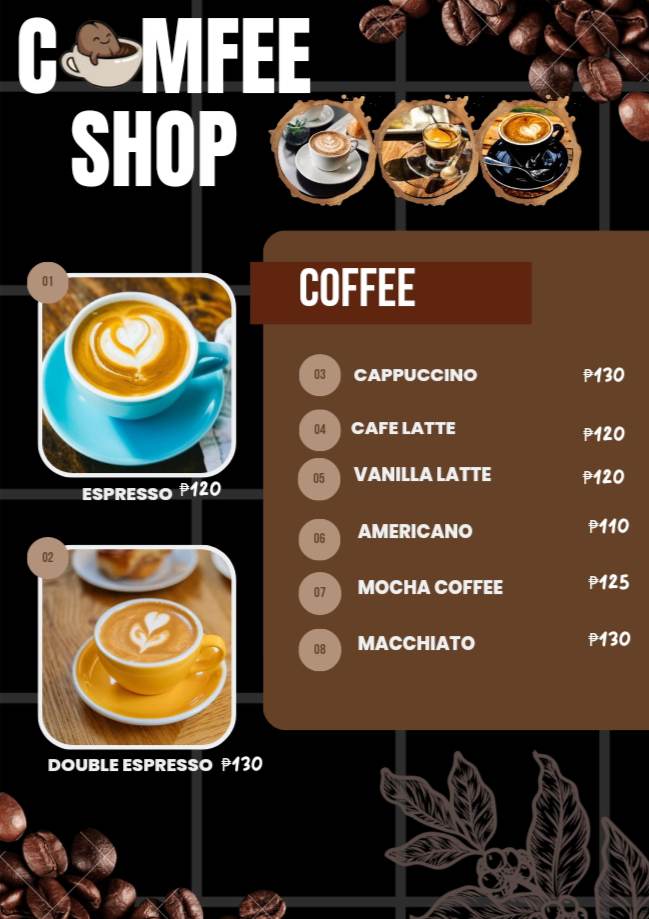 COMFEE
SHOP
01
ESPRESSO ₱120
02
DOUBLE ESPRESSO ₱130
COFFEE
03 CAPPUCCINO ₱130
04 CAFE LATTE ₱120
05 VANILLA LATTE ₱120
06 AMERICANO ₱110
07 MOCHA COFFEE ₱125
08 MACCHIATO ₱130